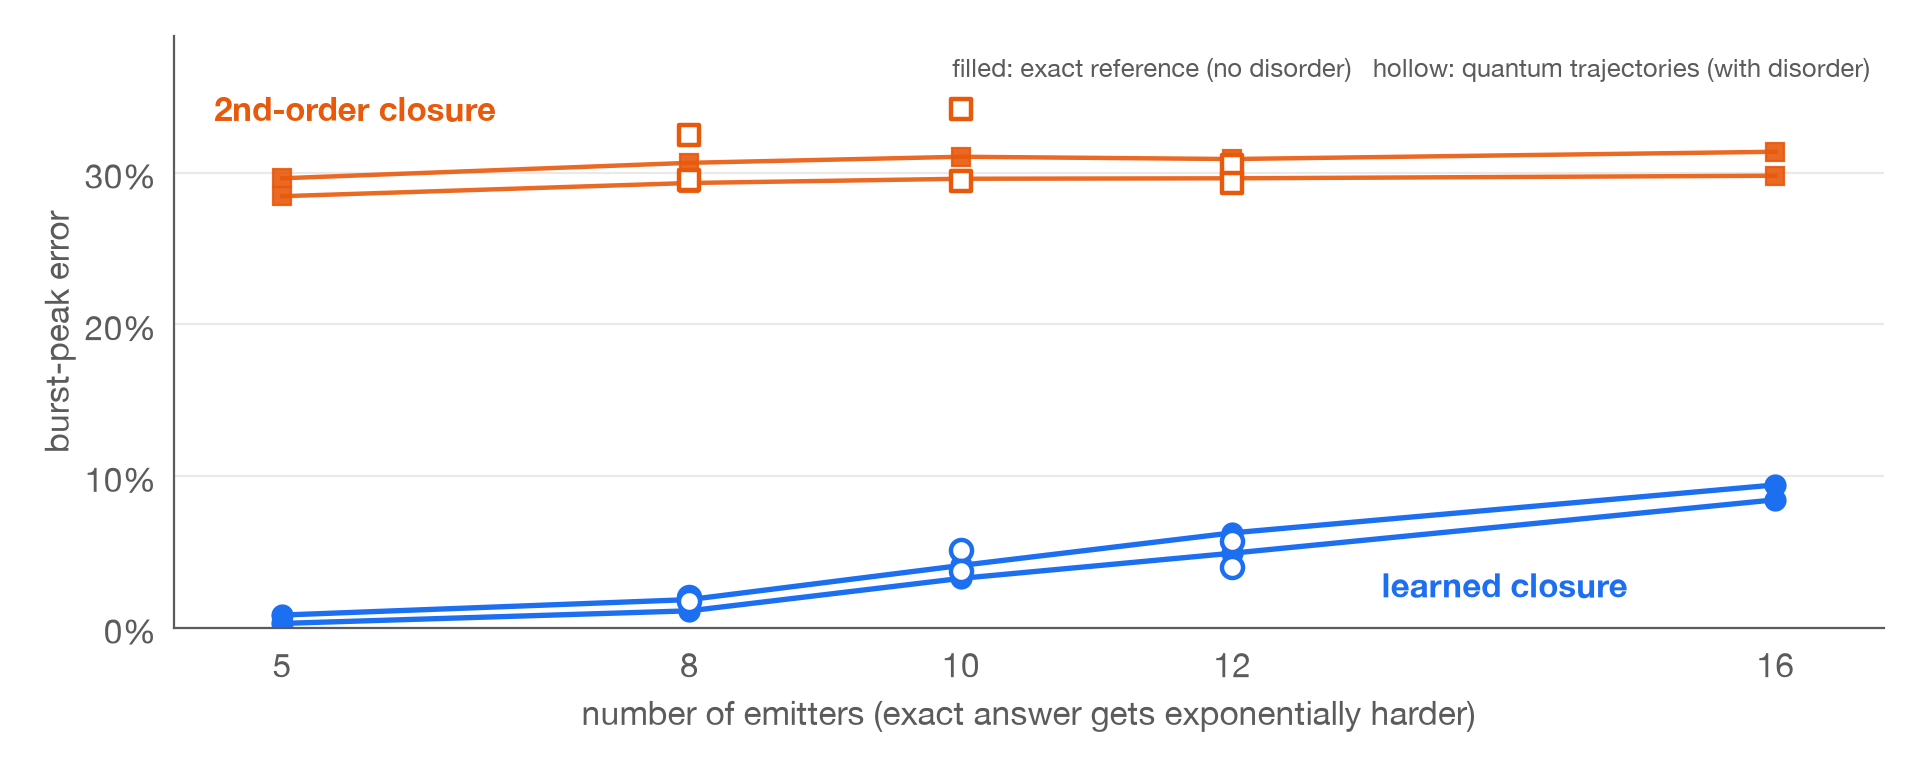 filled: exact reference (no disorder) hollow: quantum trajectories (with disorder)
2nd-order closure
30%
20%
10%
0%
burst-peak error
learned closure
5 8 10 12 16
number of emitters (exact answer gets exponentially harder)